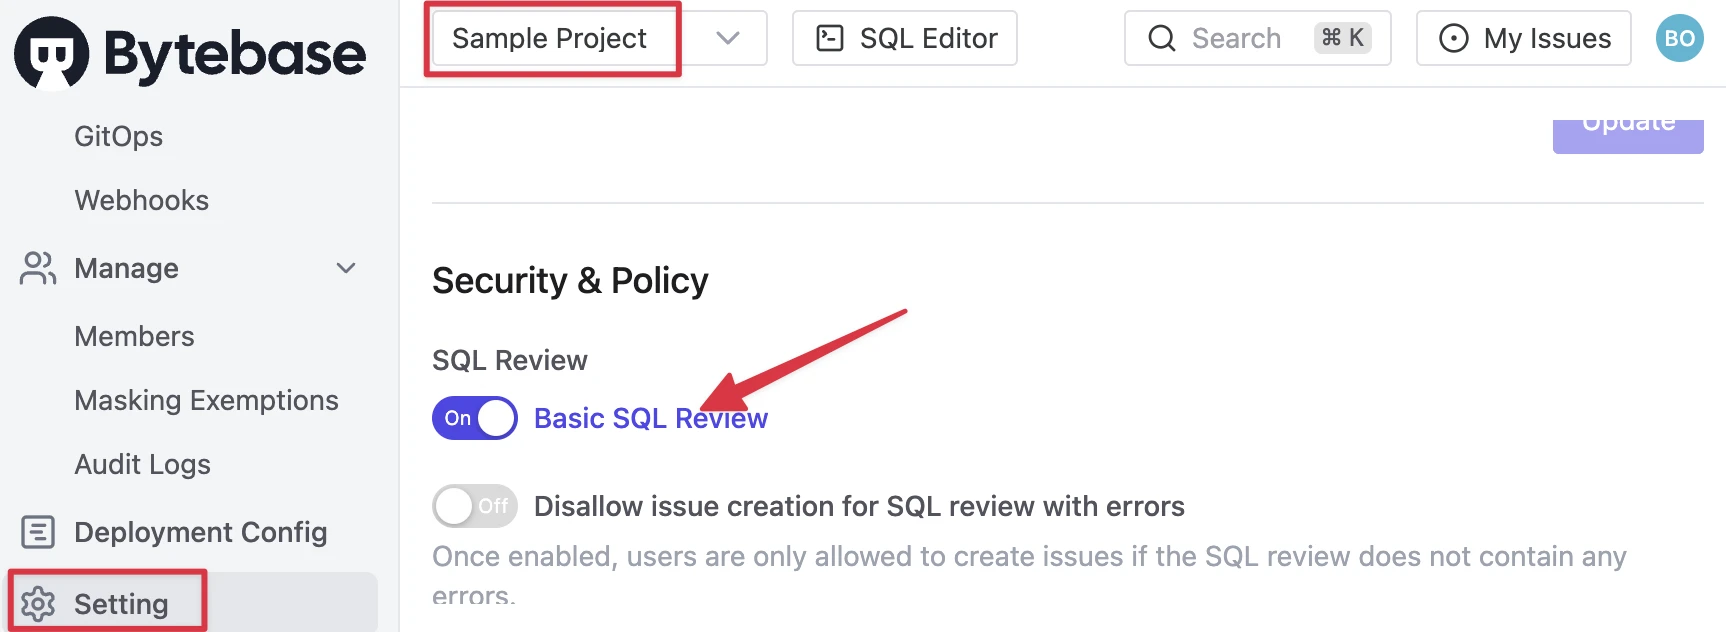 Bytebase
Sample Project
SQL Editor
Search
⌘ K
My Issues
BO
GitOps
Webhooks
Manage
Members
Masking Exemptions
Audit Logs
Deployment Config
Setting
Update
Security & Policy
SQL Review
On
Basic SQL Review
Off
Disallow issue creation for SQL review with errors
Once enabled, users are only allowed to create issues if the SQL review does not contain any
errors.